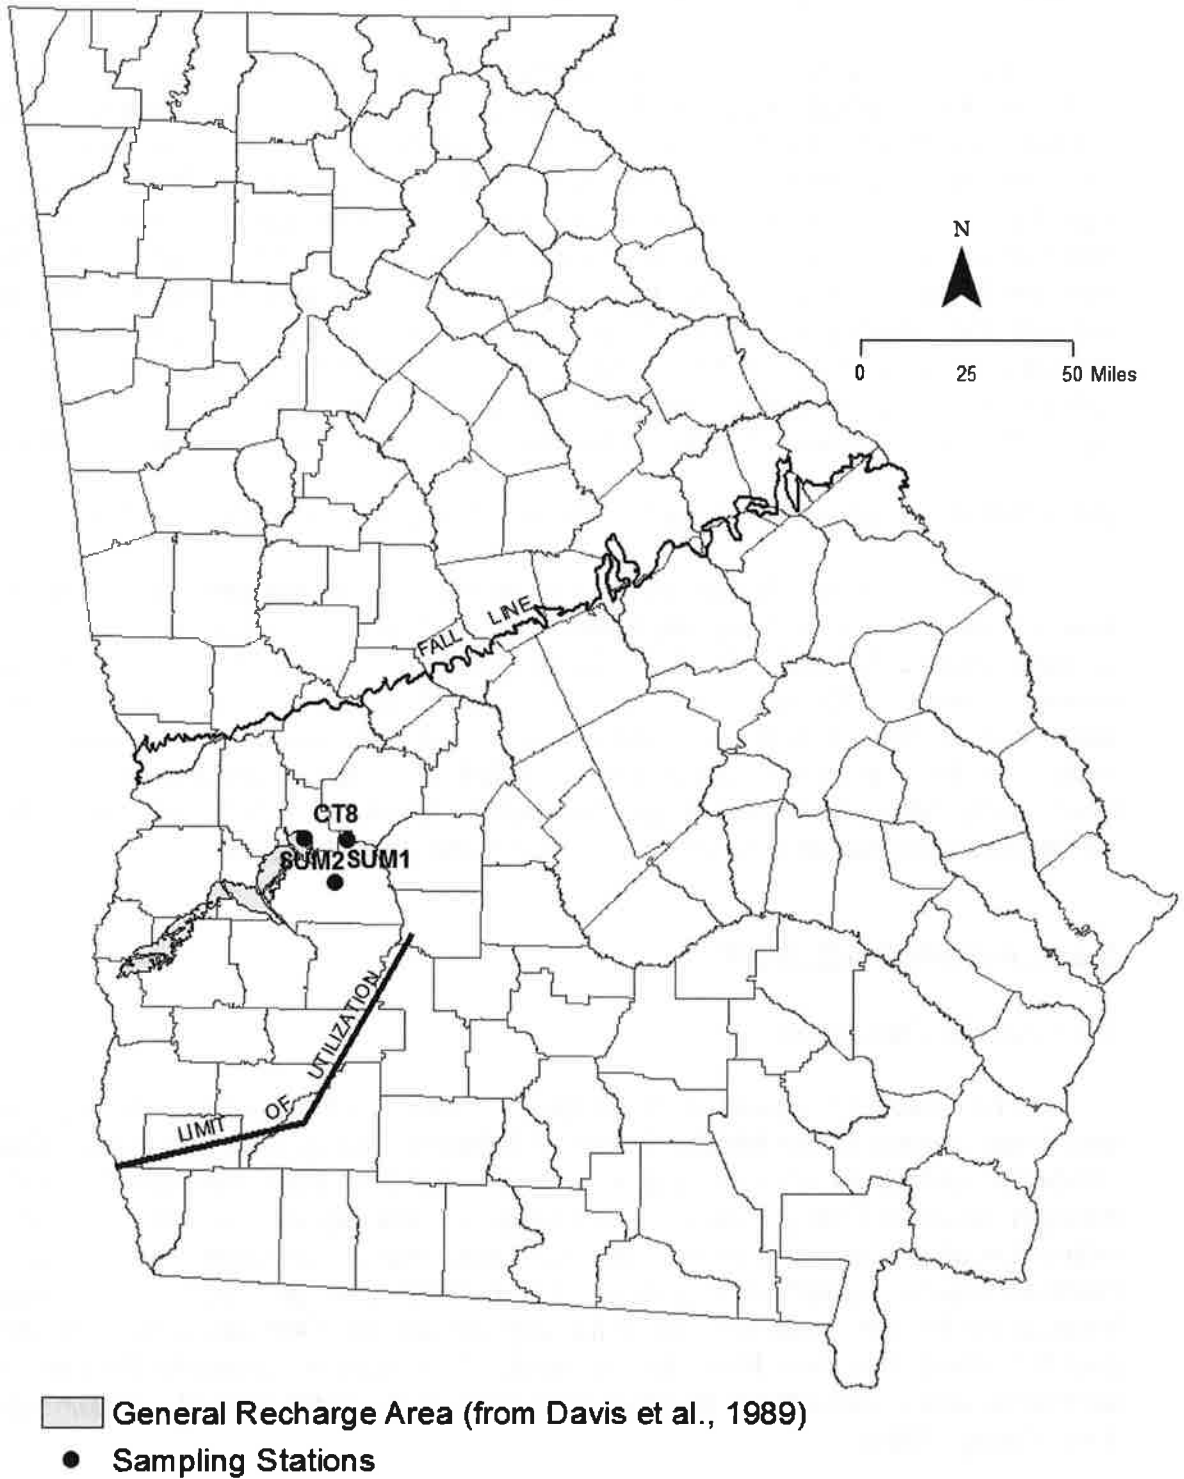 N
0 25 50 Miles
FALL LINE
CT8
SUM2 SUM1
LIMIT OF UTILIZATION
General Recharge Area (from Davis et al., 1989)
Sampling Stations